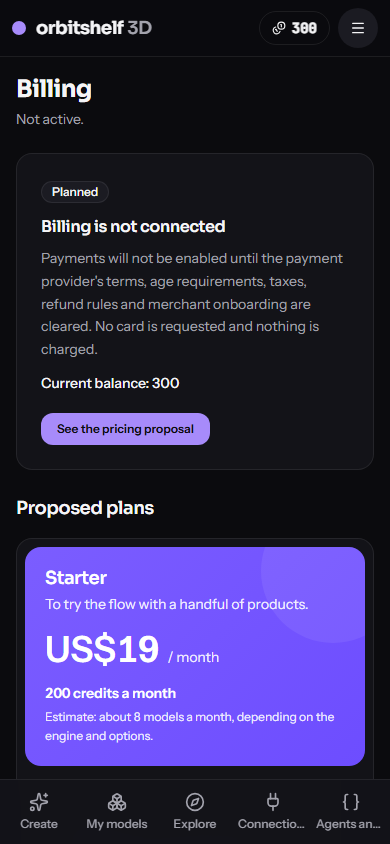 orbitshelf 3D
300
Billing
Not active.
Planned
Billing is not connected
Payments will not be enabled until the payment
provider's terms, age requirements, taxes,
refund rules and merchant onboarding are
cleared. No card is requested and nothing is
charged.
Current balance: 300
See the pricing proposal
Proposed plans
Starter
To try the flow with a handful of products.
US$19 / month
200 credits a month
Estimate: about 8 models a month, depending on the
engine and options.
Create
My models
Explore
Connectio...
Agents an...